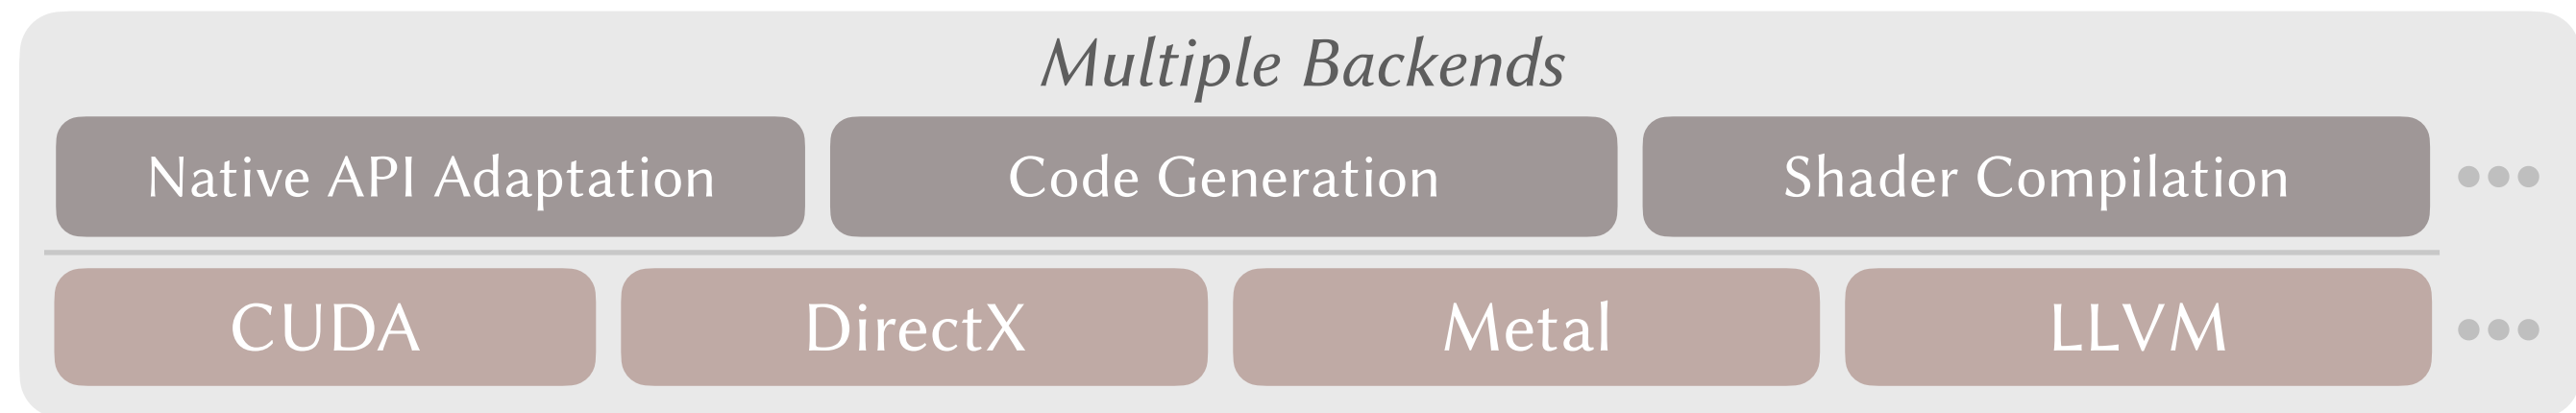 Multiple Backends
Native API Adaptation Code Generation Shader Compilation
CUDA DirectX Metal LLVM